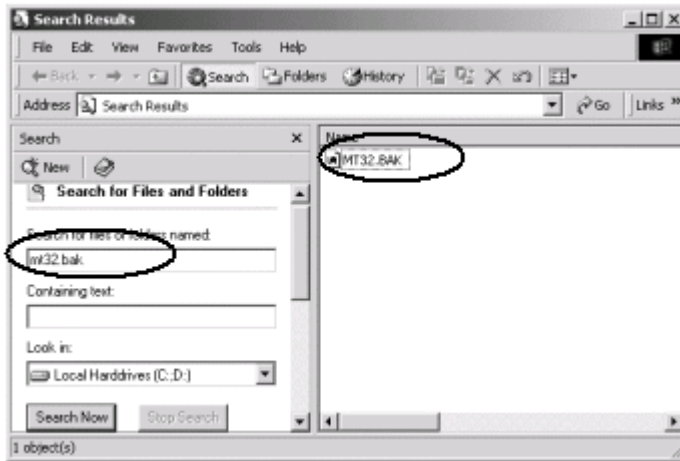 Search Results
File Edit View Favorites Tools Help
Back Search Folders History
Address Search Results Go Links »
Search × Name
New MT32.BAK
Search for Files and Folders
Search for files or folders named:
mt32.bak
Containing text:
Look in:
Local Harddrives (C:;D:)
Search Now Stop Search
1 object(s)